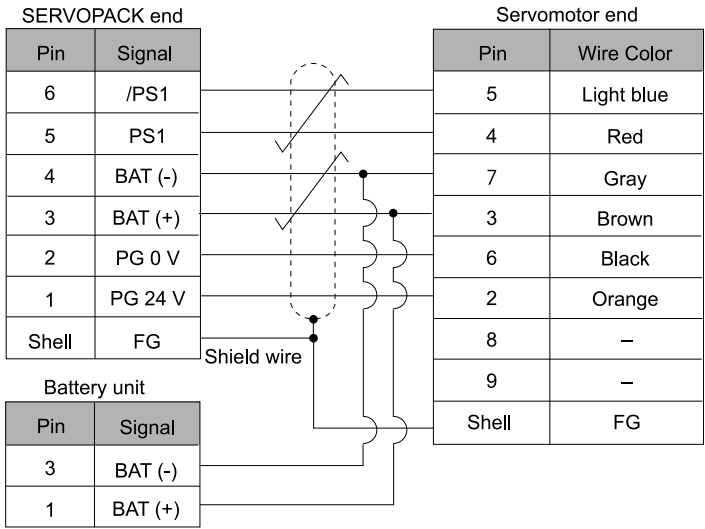 SERVOPACK end
Pin Signal
6 /PS1
5 PS1
4 BAT (-)
3 BAT (+)
2 PG 0 V
1 PG 24 V
Shell FG
Shield wire
Servomotor end
Pin Wire Color
5 Light blue
4 Red
7 Gray
3 Brown
6 Black
2 Orange
8 –
9 –
Shell FG
Battery unit
Pin Signal
3 BAT (-)
1 BAT (+)